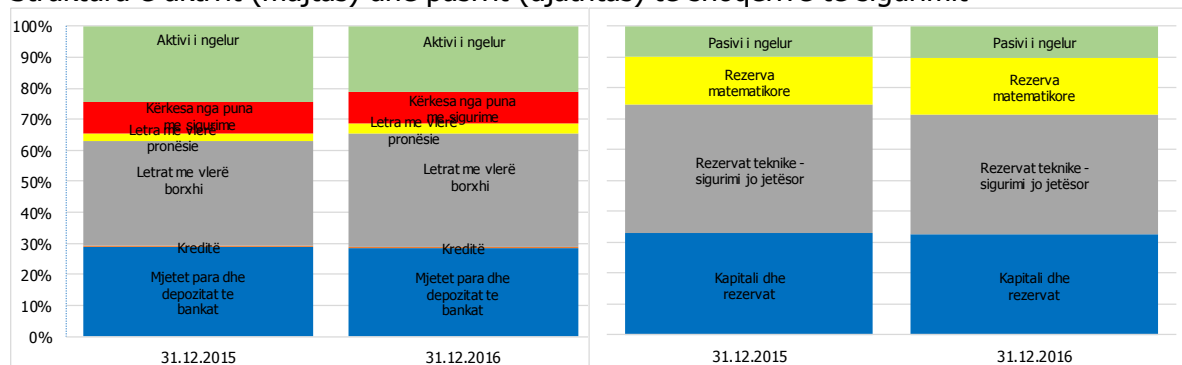 100%
90%
80%
70%
60%
50%
40%
30%
20%
10%
0%
Aktivi i ngelur
Kërkesa nga puna
me sigurime
Letra me vlerë
pronësie
Letrat me vlerë
borxhi
Kreditë
Mjetet para dhe
depozitat te
bankat
31.12.2015
Aktivi i ngelur
Kërkesa nga puna
me sigurime
Letra me vlerë
pronësie
Letrat me vlerë
borxhi
Kreditë
Mjetet para dhe
depozitat te
bankat
31.12.2016
Pasivi i ngelur
Rezerva
matematikore
Rezervat teknike -
sigurimi jo jetësor
Kapitali dhe
rezervat
31.12.2015
Pasivi i ngelur
Rezerva
matematikore
Rezervat teknike -
sigurimi jo jetësor
Kapitali dhe
rezervat
31.12.2016